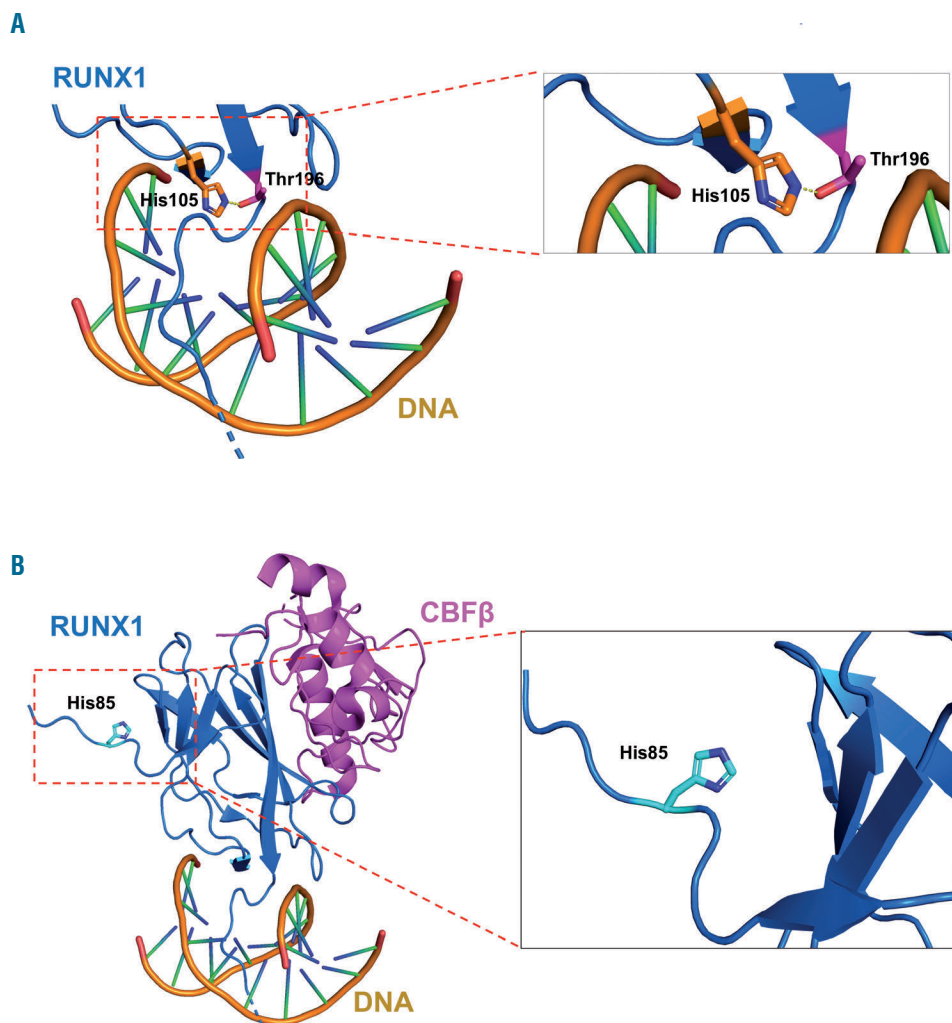 A
RUNX1
Thr196
His105
DNA
Thr196
His105
B
CBFβ
RUNX1
His85
DNA
His85